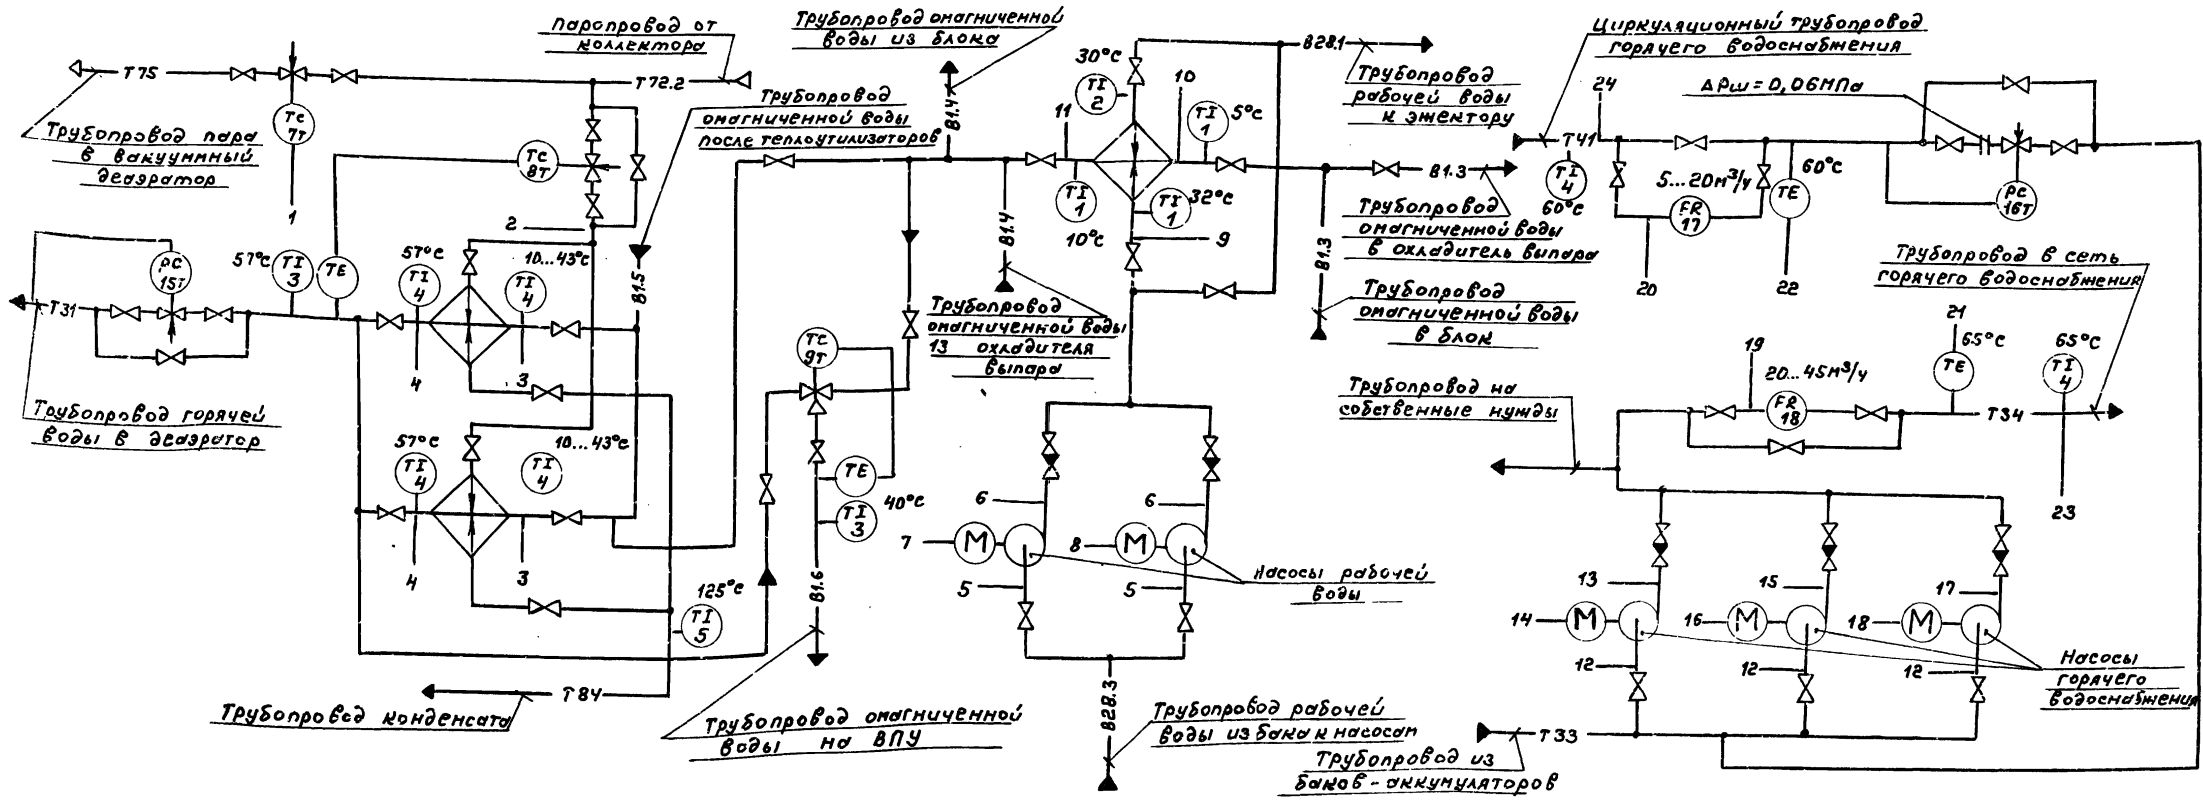 Паропровод от
коллектора
Т75
Т72.2
ТС
7т
1
Трубопровод пара
в вакуумный
деаэратор
ТС
8т
2
Трубопровод
омагниченной воды
после теплоутилизаторов
В1.5
Трубопровод омагниченной
воды из блока
В1.4
РС
15т
57°С
ТI
3
ТЕ
Т31
Трубопровод горячей
воды в деаэратор
57°С
ТI
4
10...43°С
ТI
4
4
3
57°С
ТI
4
10...43°С
ТI
4
4
3
125°С
ТI
5
Т84
Трубопровод конденсата
ТС
9т
ТЕ
40°С
ТI
3
В1.6
Трубопровод омагниченной
воды на ВПУ
30°С
ТI
2
11
10
ТI
1
5°С
ТI
1
10°С
ТI
1
32°С
9
В1.4
Трубопровод
омагниченной воды
13 охладителя
выпара
В28.1
Трубопровод
рабочей воды
к эжектору
В1.3
Трубопровод
омагниченной воды
в охладитель выпара
В1.3
Трубопровод
омагниченной воды
в блок
6
6
7
М
8
М
5
5
Насосы рабочей
воды
В28.3
Трубопровод рабочей
воды из бака к насосам
Циркуляционный трубопровод
горячего водоснабжения
24
ΔРш=0,06МПа
Т41
ТI
4
60°С
5...20м³/ч
FR
17
20
60°С
ТЕ
22
РС
16т
Трубопровод в сеть
горячего водоснабжения
21
65°С
ТЕ
65°С
ТI
4
19
20...45м³/ч
FR
18
Т34
23
Трубопровод на
собственные нужды
13
15
17
14
М
16
М
18
М
12
12
12
Насосы
горячего
водоснабжения
Т33
Трубопровод из
баков-аккумуляторов